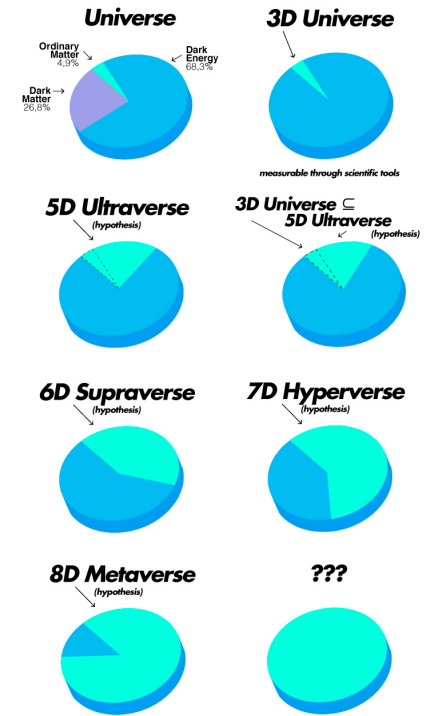 Universe
3D Universe
Ordinary
Matter
4,9%
Dark
Energy
68,3%
Dark
Matter
26,8%
measurable through scientific tools
5D Ultraverse
(hypothesis)
3D Universe ⊆
5D Ultraverse
(hypothesis)
6D Supraverse
(hypothesis)
7D Hyperverse
(hypothesis)
8D Metaverse
(hypothesis)
???